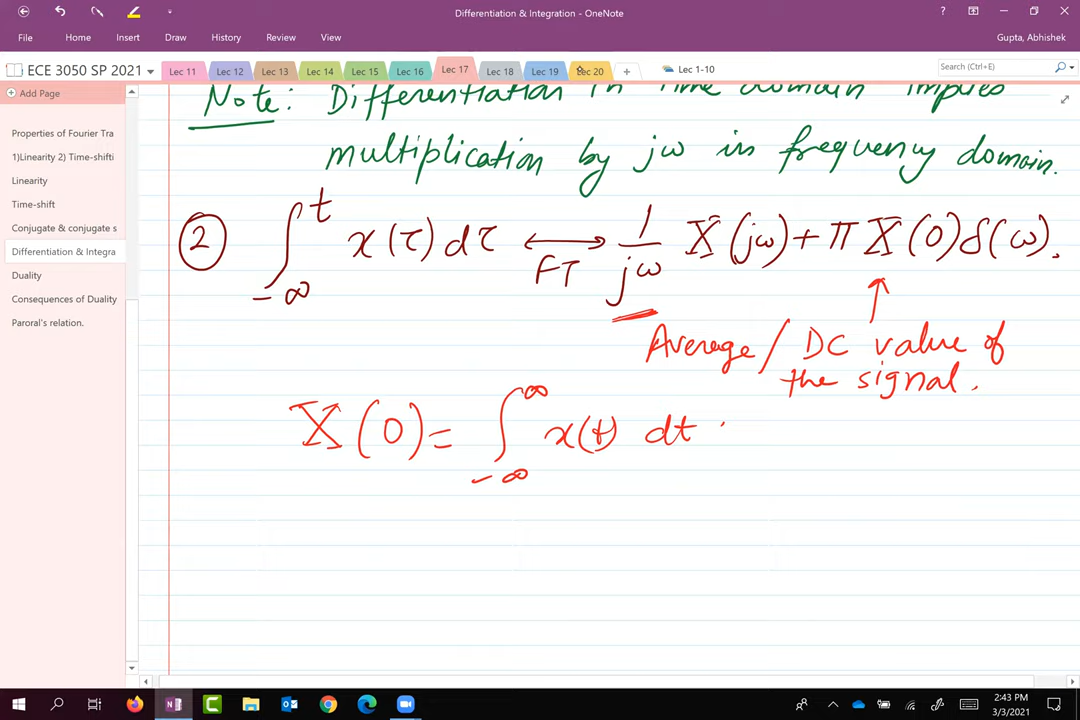 Differentiation & Integration - OneNote
?
File Home Insert Draw History Review View
Gupta, Abhishek
ECE 3050 SP 2021
Lec 11 Lec 12 Lec 13 Lec 14 Lec 15 Lec 16 Lec 17 Lec 18 Lec 19 Lec 20 + Lec 1-10
Search (Ctrl+E)
Add Page
Properties of Fourier Tra
1)Linearity 2) Time-shifti
Linearity
Time-shift
Conjugate & conjugate s
Differentiation & Integra
Duality
Consequences of Duality
Paroral's relation.
Note: Differentiation in Time domain implies
multiplication by jω in frequency domain.
② ∫_{-∞}^{t} x(τ) dτ ⟷ FT 1/jω X(jω) + π X(0) δ(ω).
↑
Average / DC value of
the signal.
X(0) = ∫_{-∞}^{∞} x(t) dt .
2:43 PM
3/3/2021